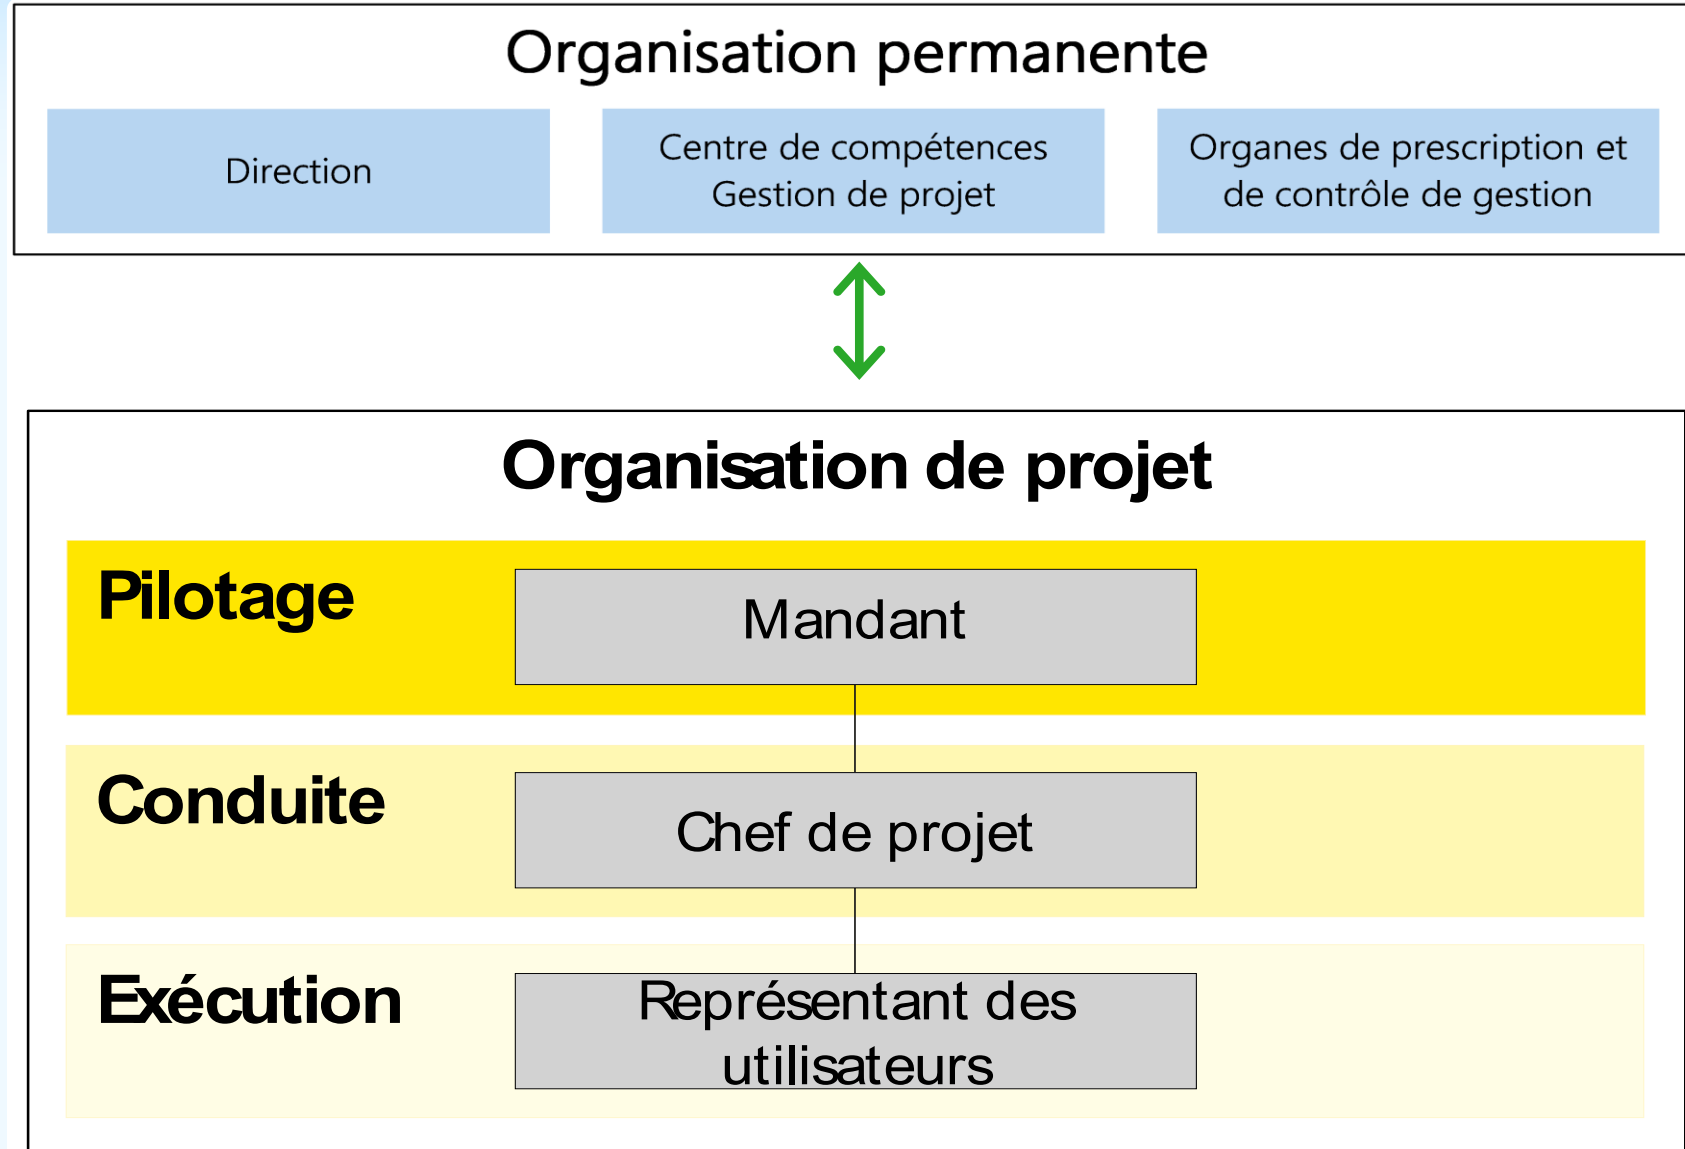 Organisation permanente
Direction
Centre de compétences
Gestion de projet
Organes de prescription et
de contrôle de gestion
Organisation de projet
Pilotage
Mandant
Conduite
Chef de projet
Exécution
Représentant des
utilisateurs